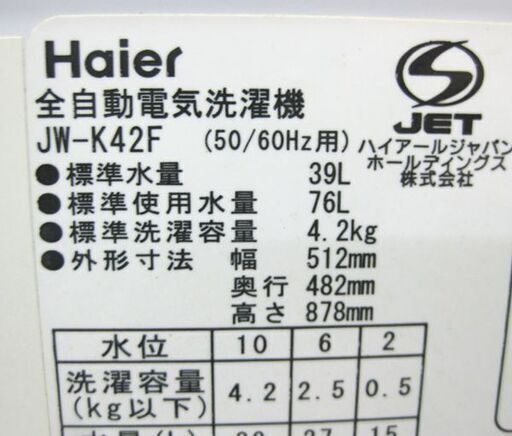 Haier
全自動電気洗濯機
JW-K42F (50/60Hz用)
S
JET
ハイアールジャパン
ホールディングス
株式会社
●標準水量 39L
●標準使用水量 76L
●標準洗濯容量 4.2kg
●外形寸法 幅 512mm
奥行 482mm
高さ 878mm
水位 10 6 2
洗濯容量 4.2 2.5 0.5
(kg以下)